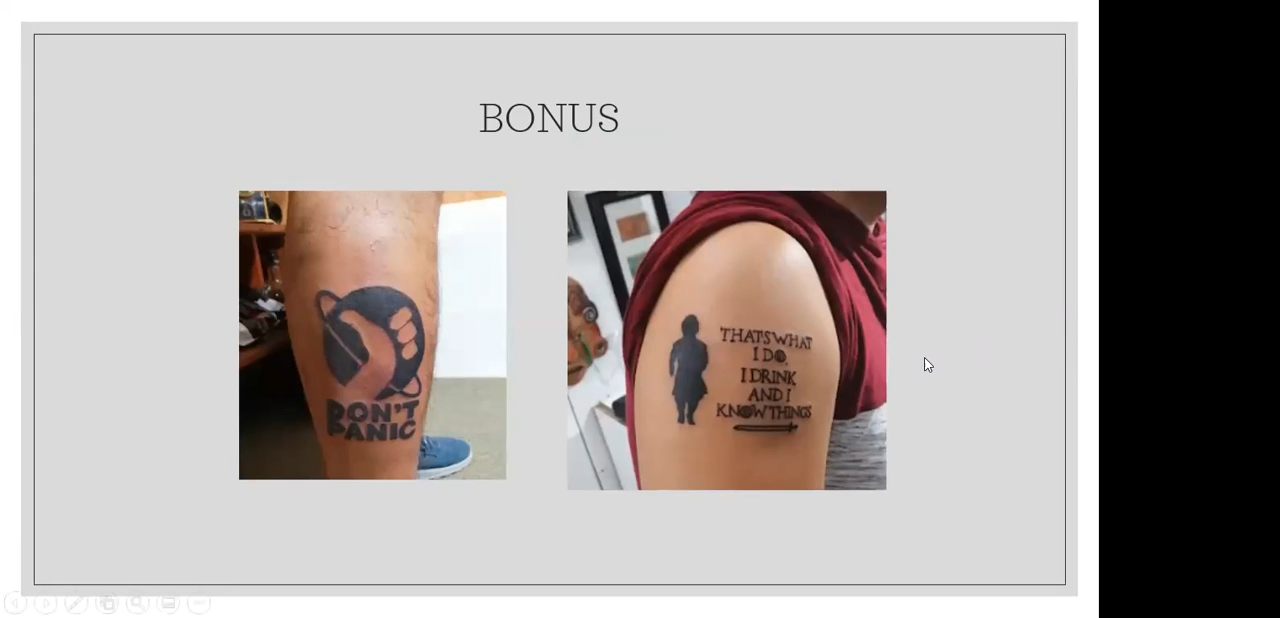 BONUS
DON'T
PANIC
THAT'S WHAT
I DO,
I DRINK
AND I
KNOW THINGS